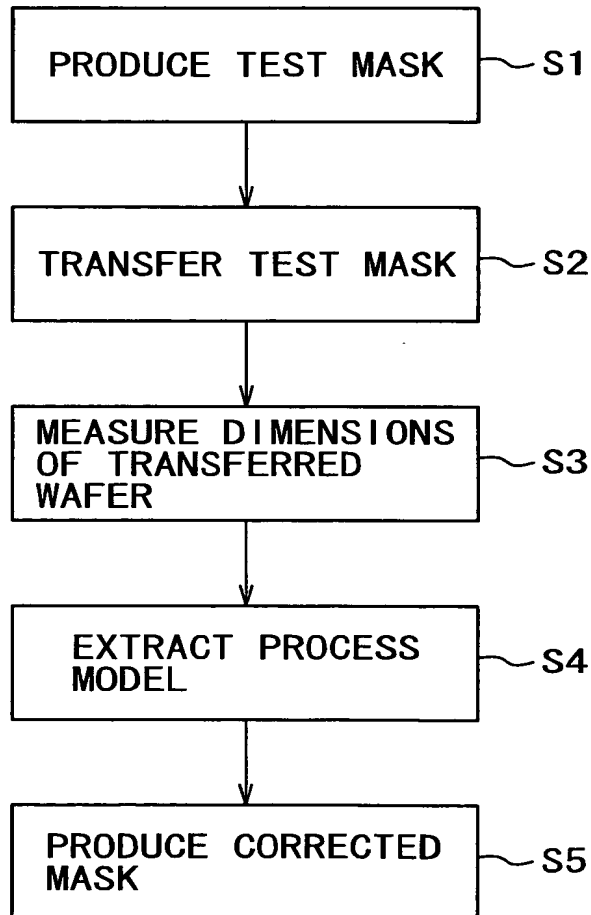 PRODUCE TEST MASK
S1
TRANSFER TEST MASK
S2
MEASURE DIMENSIONS
OF TRANSFERRED
WAFER
S3
EXTRACT PROCESS
MODEL
S4
PRODUCE CORRECTED
MASK
S5